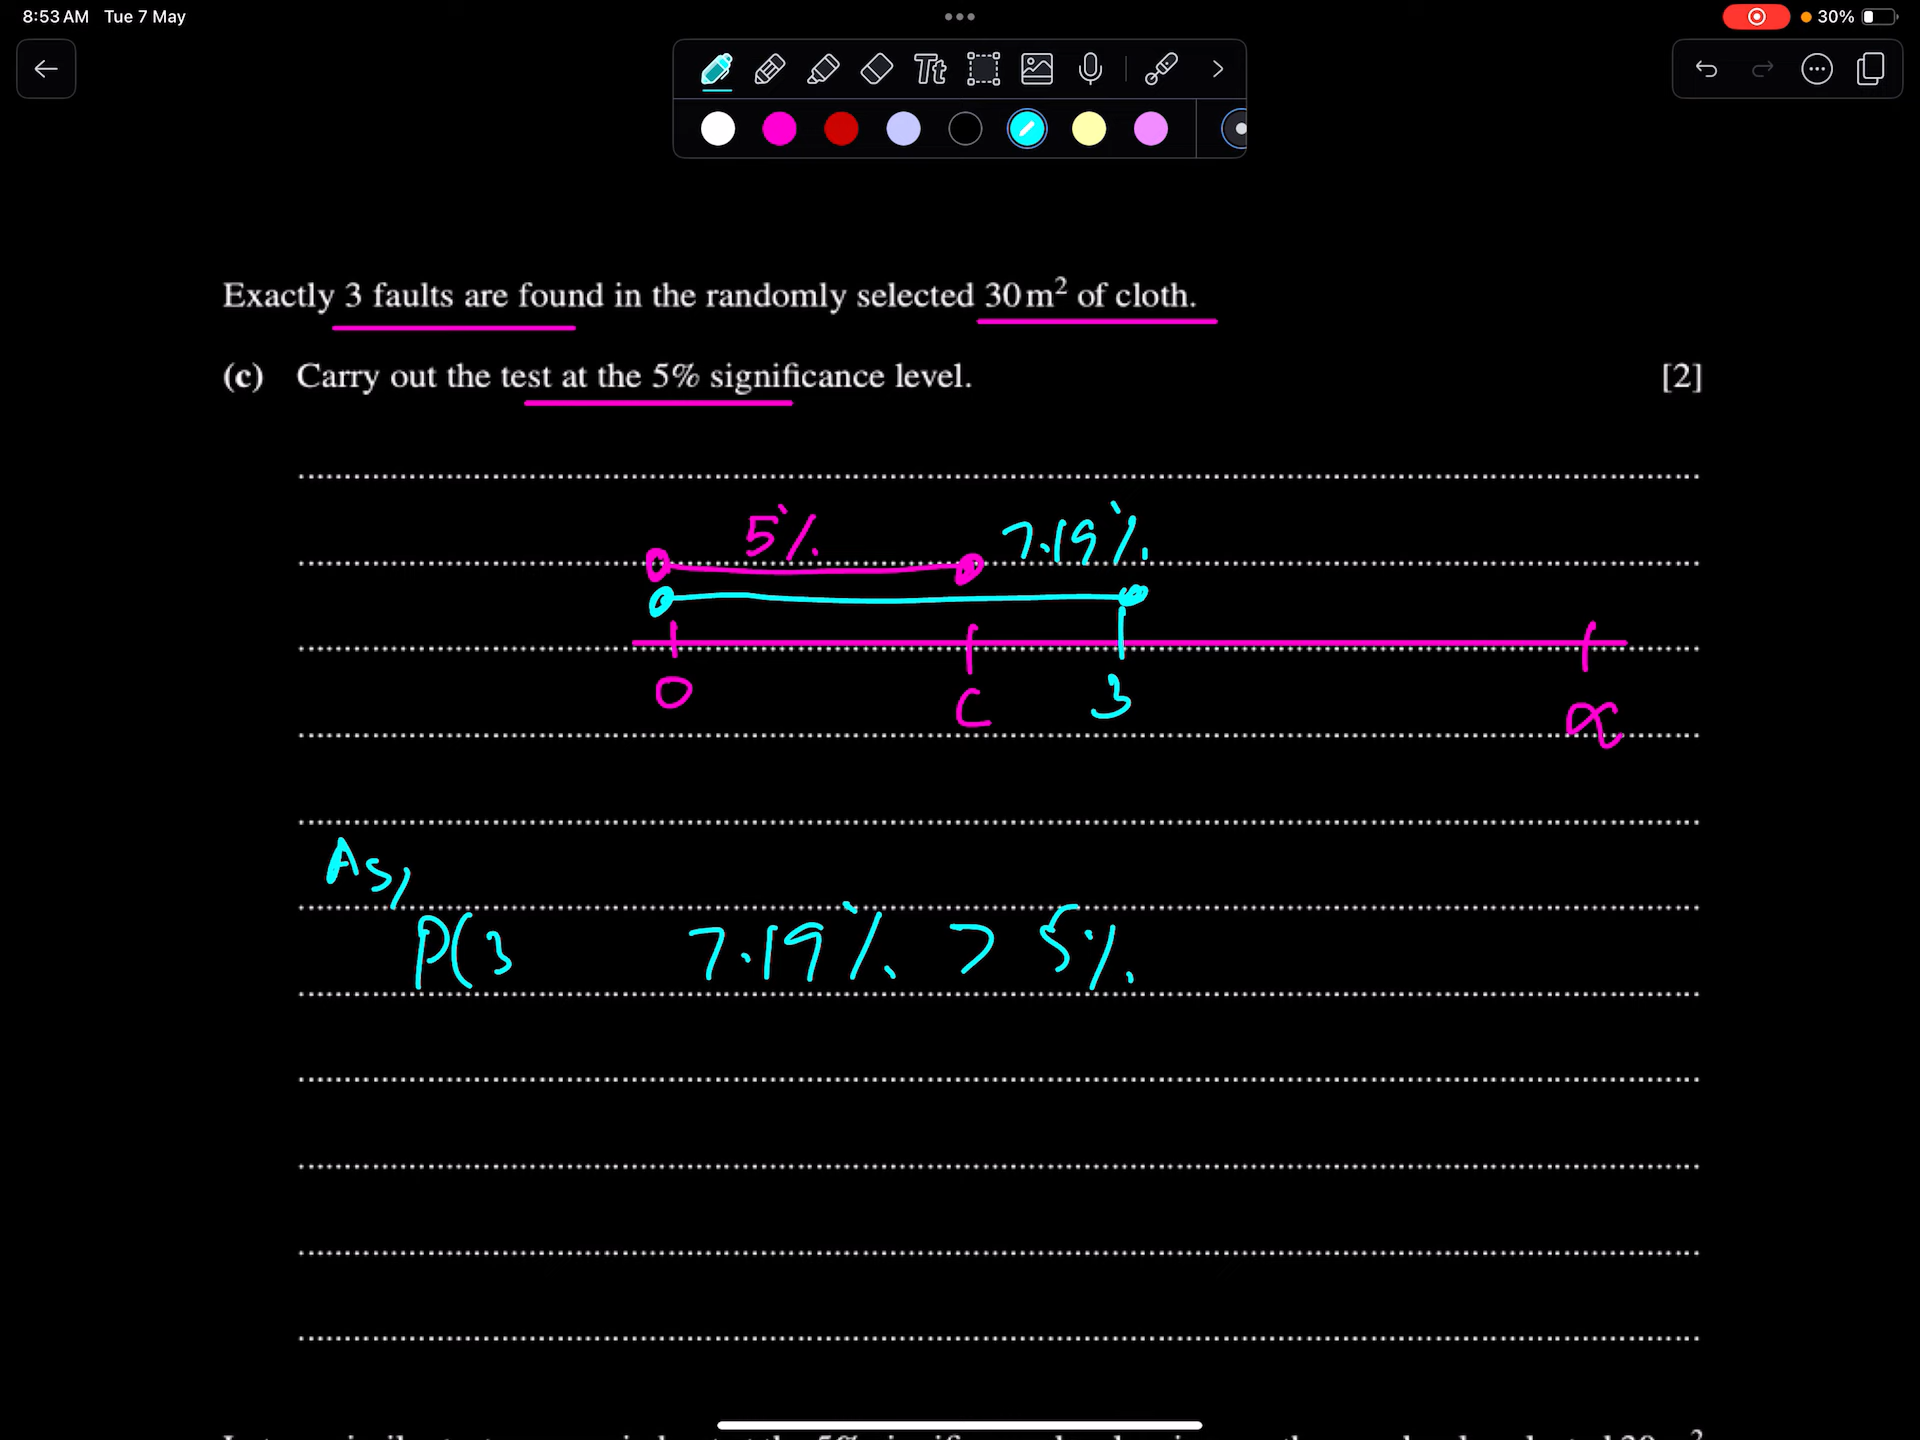 8:53 AM Tue 7 May
30%
Tt
Exactly 3 faults are found in the randomly selected 30 m² of cloth.
(c) Carry out the test at the 5% significance level. [2]
5% 7.19%
0 C 3 ∝
As,
P(3 7.19% > 5%